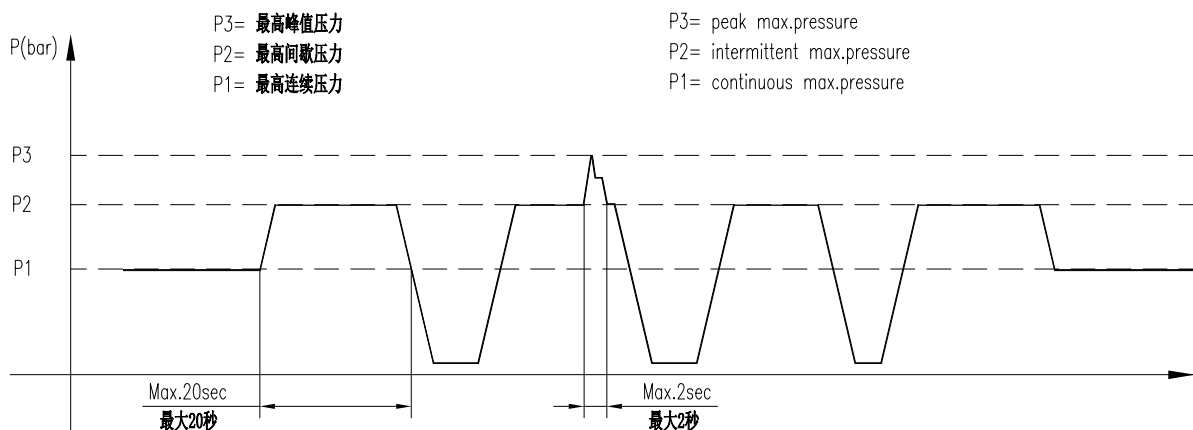 P3= 最高峰值压力
P2= 最高间歇压力
P1= 最高连续压力
P3= peak max.pressure
P2= intermittent max.pressure
P1= continuous max.pressure
P(bar)
P3
P2
P1
Max.20sec
最大20秒
Max.2sec
最大2秒